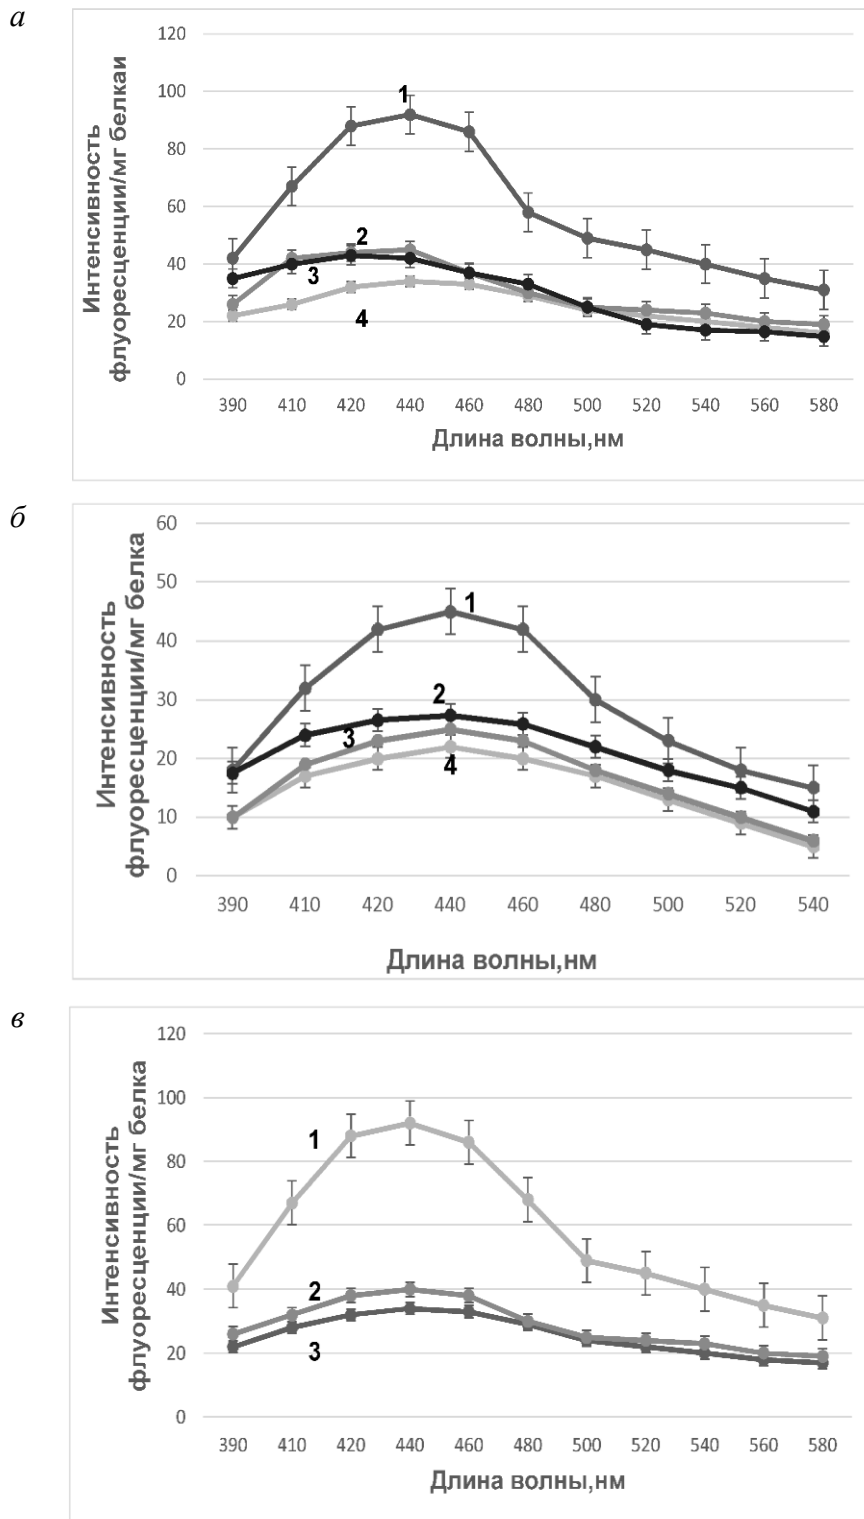 а
120
100
80
60
40
20
0
1
2
3
4
390 410 420 440 460 480 500 520 540 560 580
Интенсивность
флуоресценции/мг белкаи
Длина волны,нм
б
60
50
40
30
20
10
0
1
2
3
4
390 410 420 440 460 480 500 520 540
Интенсивность
флуоресценции/мг белка
Длина волны,нм
в
120
100
80
60
40
20
0
1
2
3
390 410 420 440 460 480 500 520 540 560 580
Интенсивность
флуоресценции/мг белка
Длина волны,нм